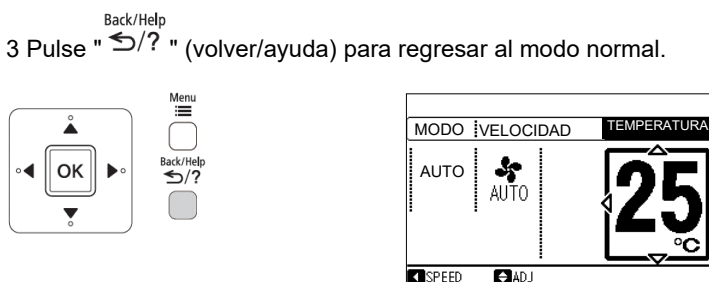 Back/Help
3 Pulse " ⮌/? " (volver/ayuda) para regresar al modo normal.
Menu
OK
Back/Help
⮌/?
MODO VELOCIDAD TEMPERATURA
AUTO
AUTO
25
°C
SPEED ADJ